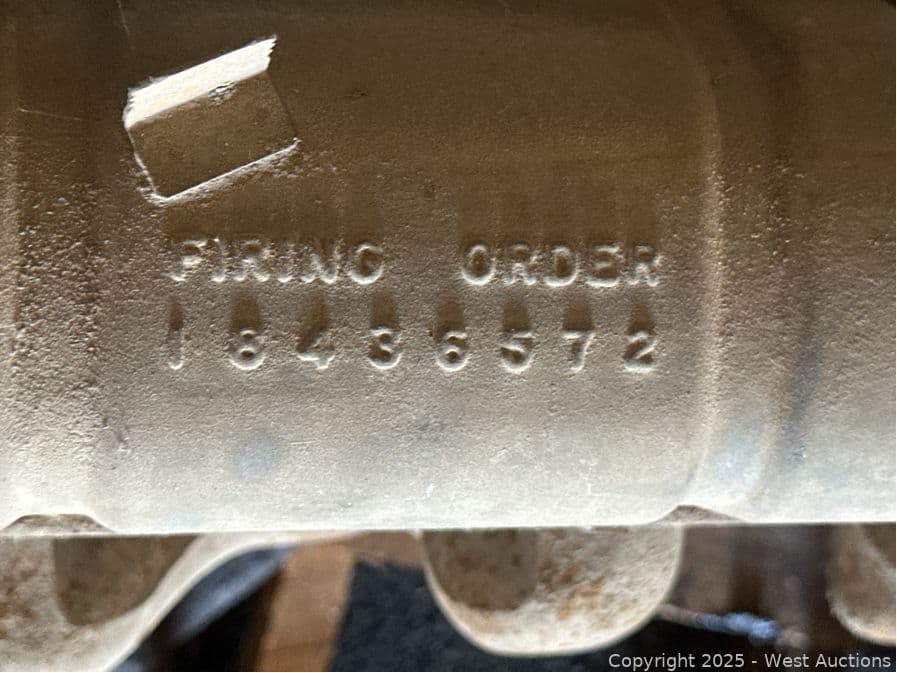 FIRING ORDER
1 8 4 3 6 5 7 2
Copyright 2025 - West Auctions